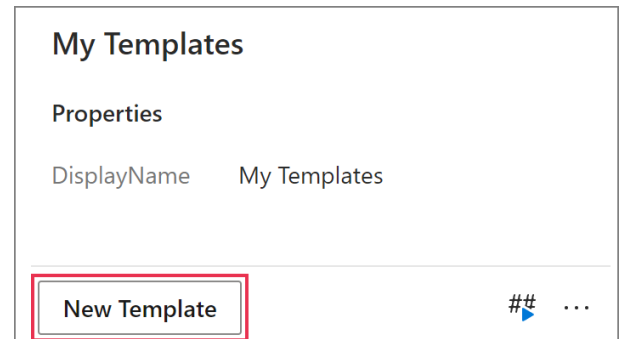 My Templates
Properties
DisplayName My Templates
New Template ## ...